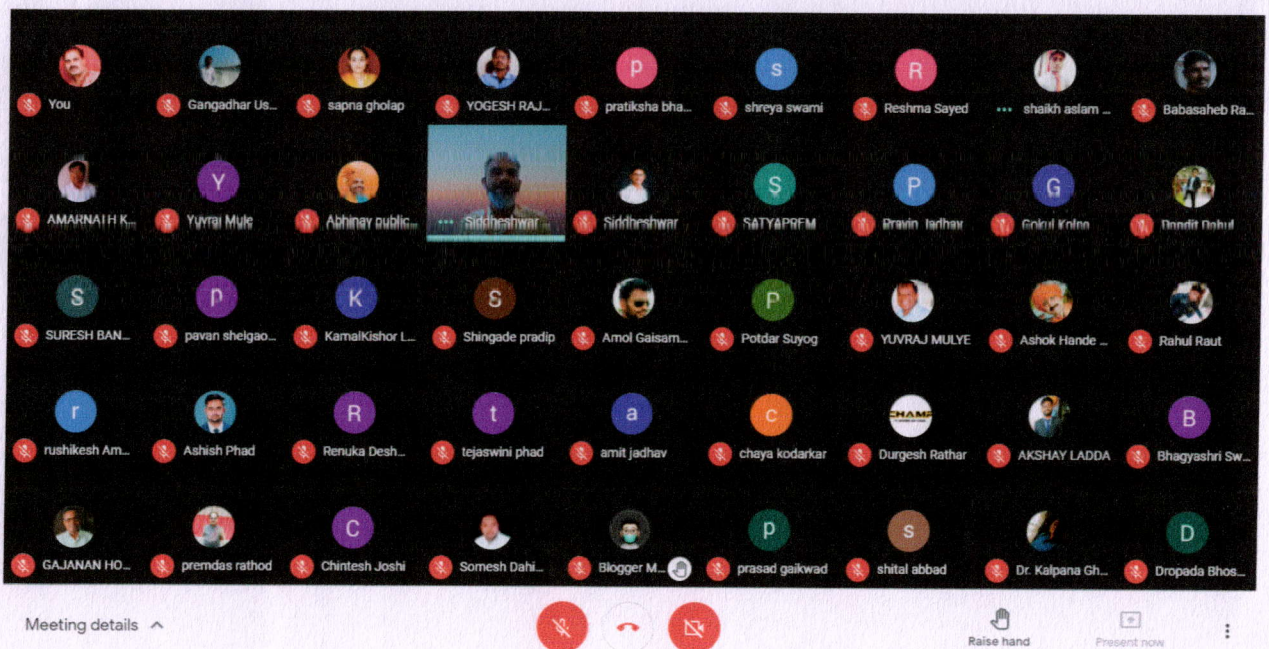 You Gangadhar Us... sapna gholap YOGESH RAJ... pratiksha bha... shreya swami Reshma Sayed shaikh aslam ... Babasaheb Ra...
AMARNATH K... Yuvraj Mule Abhinav public... Siddheshwar Siddheshwar SATYAPREM Pravin Jadhav Gokul
SURESH BAN... pavan shelgao... KamalKishor L... Shingade pradip Amol Gaisam... Potdar Suyog YUVRAJ MULYE Ashok Hande ... Rahul Raut
rushikesh Am... Ashish Phad Renuka Desh... tejaswini phad amit jadhav chaya kodarkar Durgesh Rathar AKSHAY LADDA Bhagyashri Sw...
GAJANAN HO... premdas rathod Chintesh Joshi Somesh Dahi... Blogger M... prasad gaikwad shital abbad Dr. Kalpana Gh... Dropada Bhos...
Meeting details Raise hand Present now